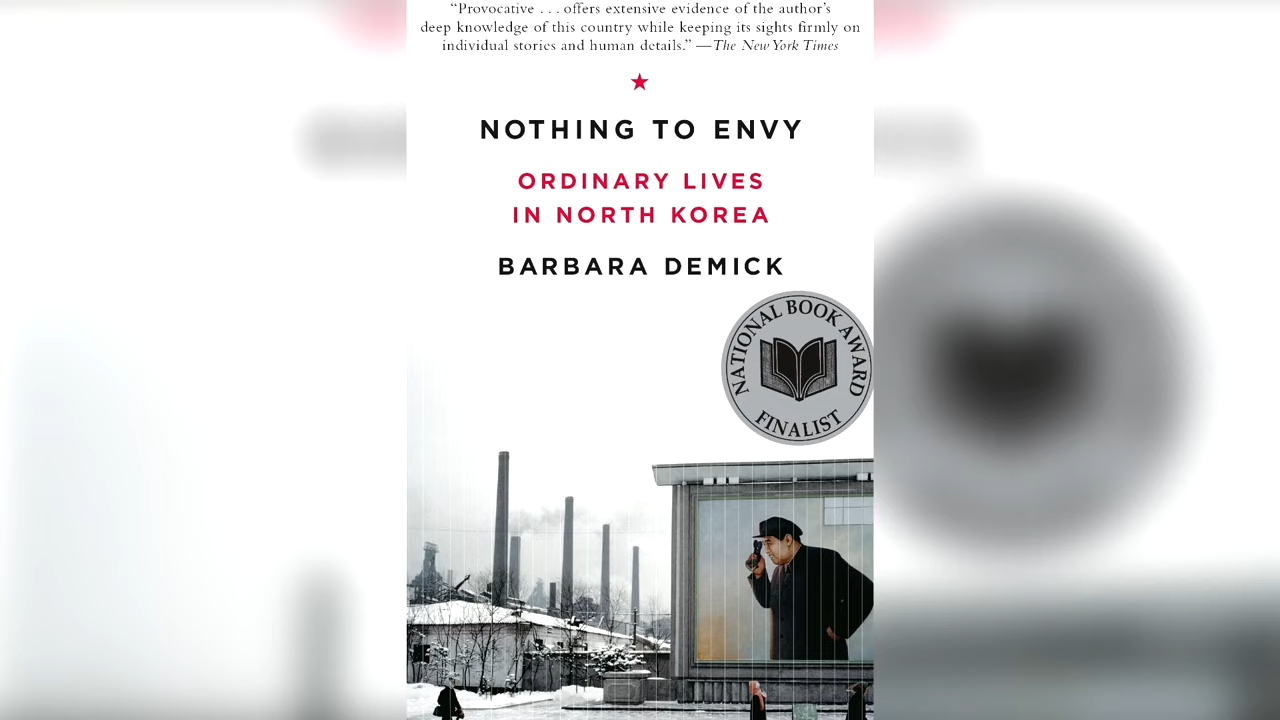 “Provocative . . . offers extensive evidence of the author’s
deep knowledge of this country while keeping its sights firmly on
individual stories and human details.” —The New York Times
NOTHING TO ENVY
ORDINARY LIVES
IN NORTH KOREA
BARBARA DEMICK
NATIONAL BOOK AWARD
FINALIST